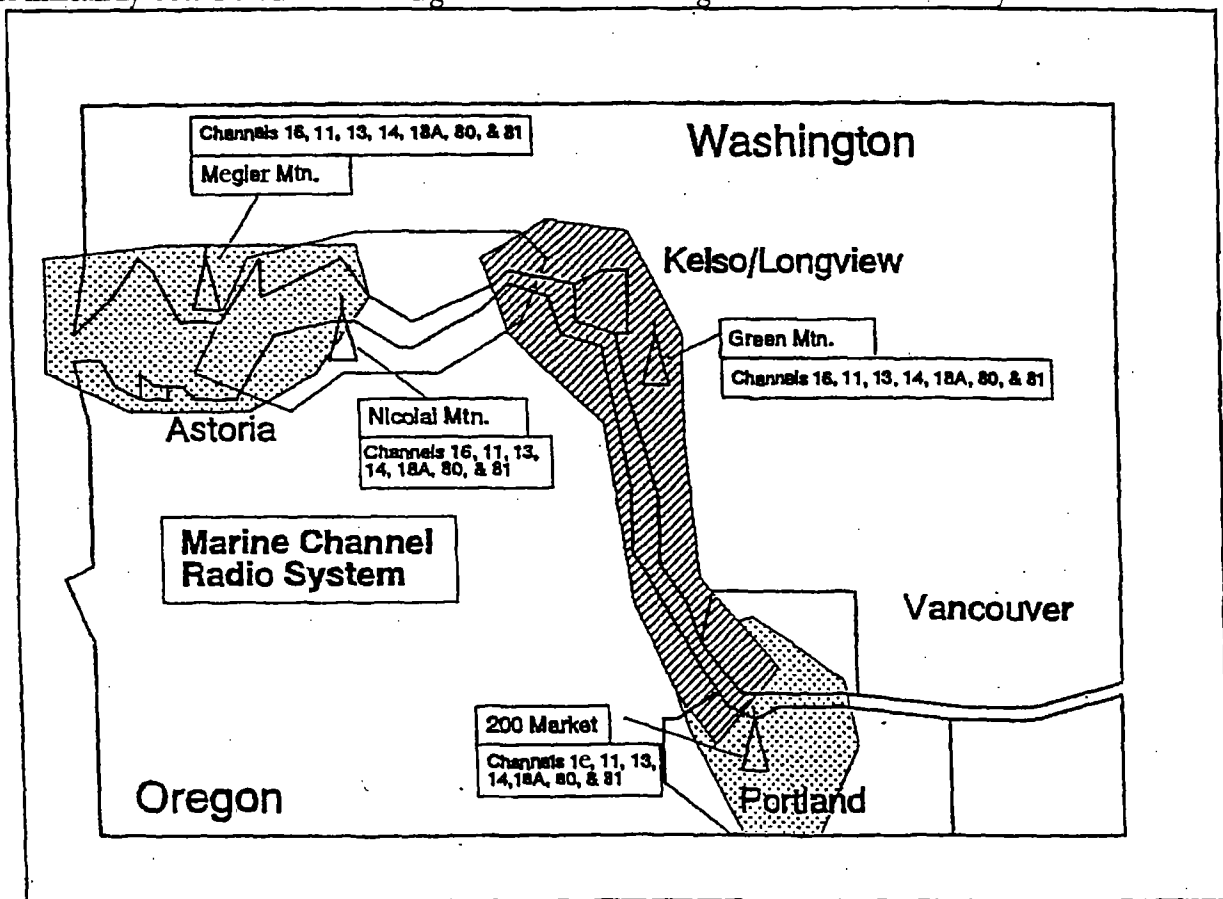 Channels 16, 11, 13, 14, 18A, 80, & 81
Megler Mtn.
Washington
Kelso/Longview
Green Mtn.
Channels 16, 11, 13, 14, 18A, 80, & 81
Nicolai Mtn.
Channels 16, 11, 13,
14, 18A, 80, & 81
Astoria
Marine Channel
Radio System
Vancouver
200 Market
Channels 1e, 11, 13,
14,18A, 80, & 81
Oregon
Portland